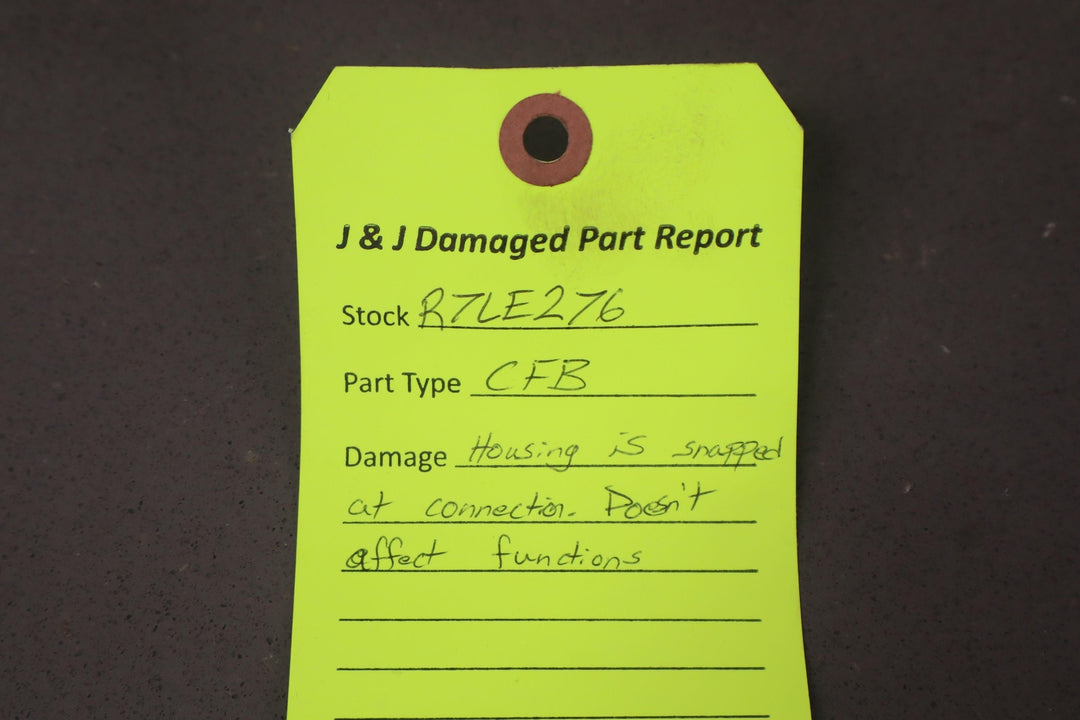 J & J Damaged Part Report
Stock R7LE276
Part Type CFB
Damage Housing is snapped
at connection. Doesn't
affect functions